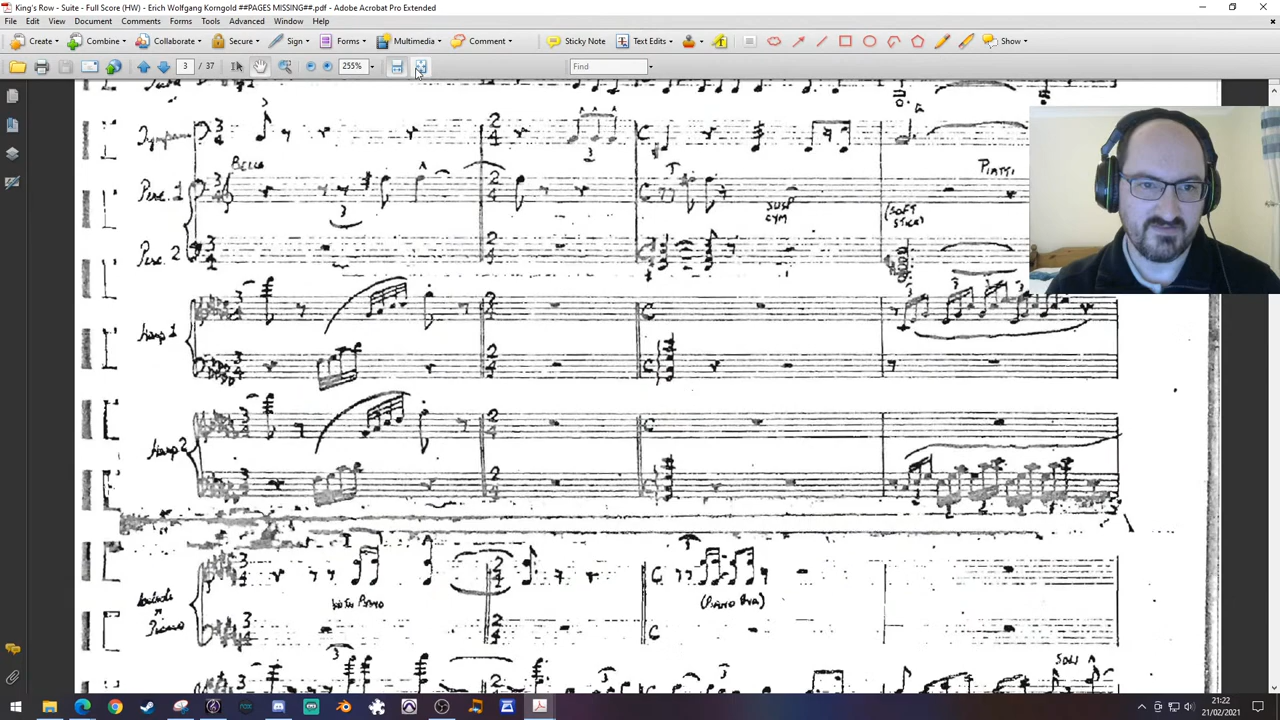 King's Row - Suite - Full Score (HW) - Erich Wolfgang Korngold ##PAGES MISSING##.pdf - Adobe Acrobat Pro Extended
File Edit View Document Comments Forms Tools Advanced Window Help
Create Combine Collaborate Secure Sign Forms Multimedia Comment Sticky Note Text Edits Show
3 / 37 255% Find
Tympani
BELLS
PIATTI
Perc. 1
3
SUSP CYM
(SOFT STICK)
Perc. 2
Harp 1
Harp 2
WITH PIANO
(PIANO 8VA)
Piano
SOLI
21:22
21/02/2021